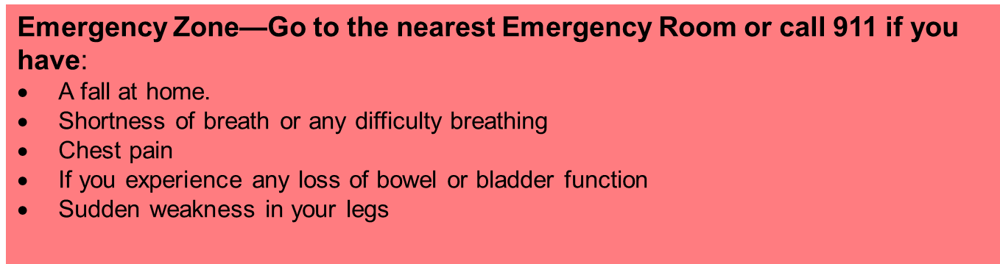 Emergency Zone—Go to the nearest Emergency Room or call 911 if you
have:
• A fall at home.
• Shortness of breath or any difficulty breathing
• Chest pain
• If you experience any loss of bowel or bladder function
• Sudden weakness in your legs